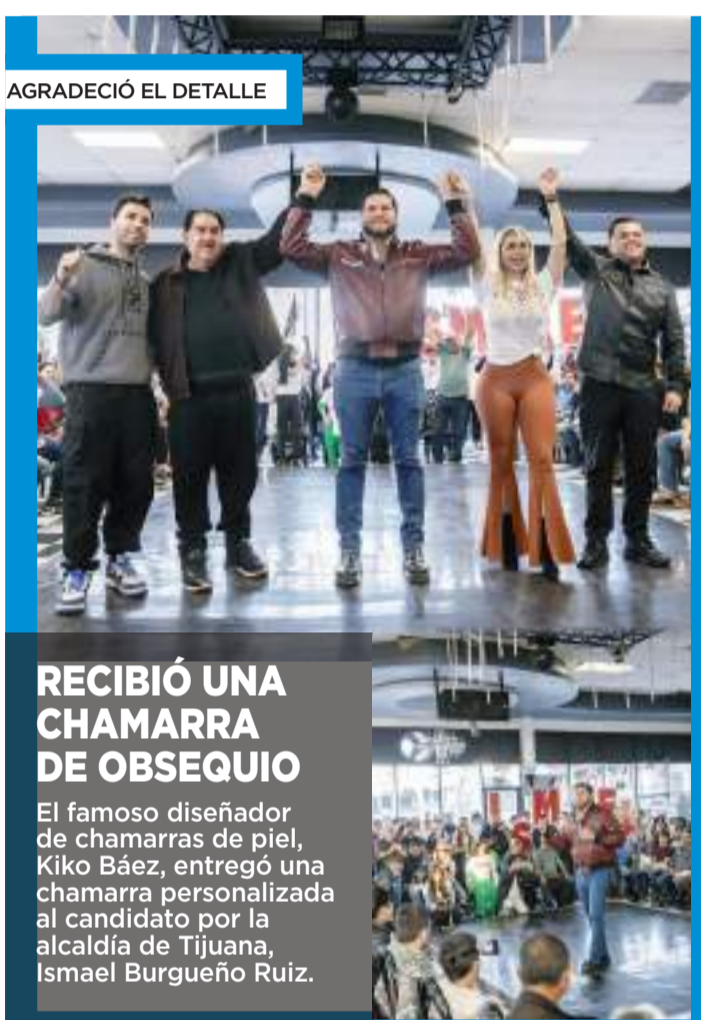 AGRADECIÓ EL DETALLE
RECIBIÓ UNA
CHAMARRA
DE OBSEQUIO
El famoso diseñador
de chamarras de piel,
Kiko Báez, entregó una
chamarra personalizada
al candidato por la
alcaldía de Tijuana,
Ismael Burgueño Ruiz.